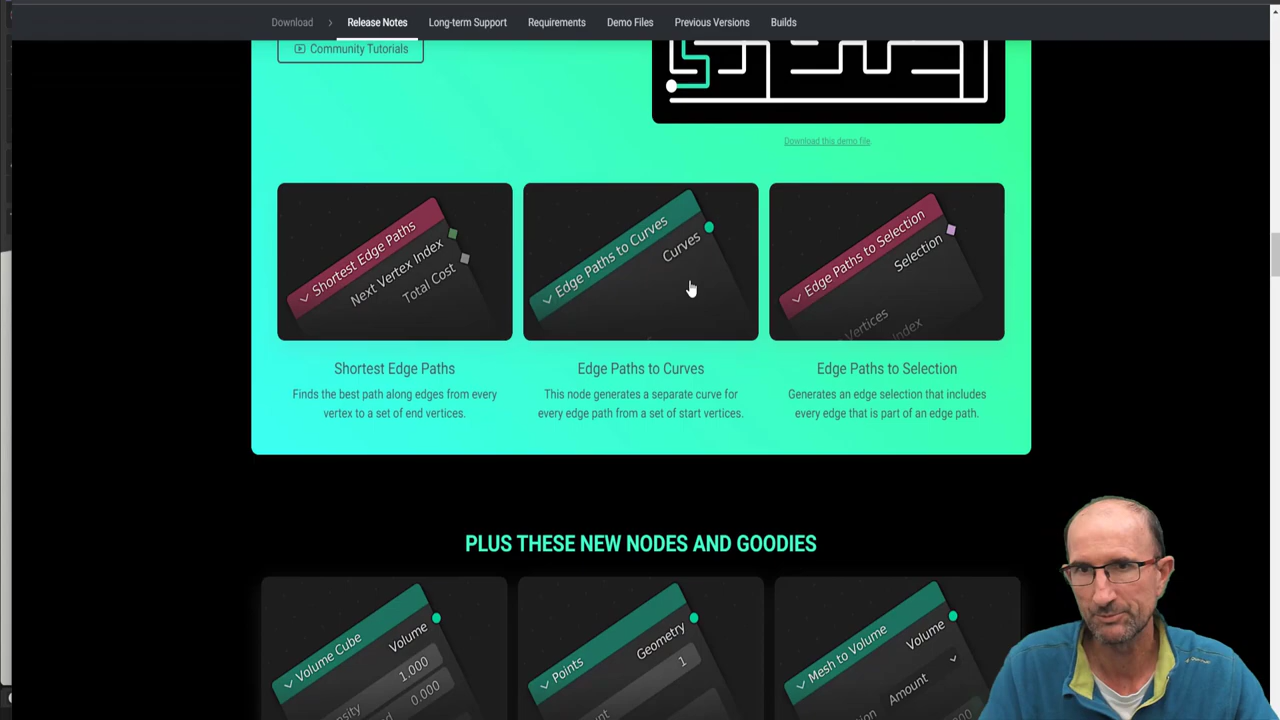 Download > Release Notes Long-term Support Requirements Demo Files Previous Versions Builds
Community Tutorials
Download this demo file.
Shortest Edge Paths
Next Vertex Index
Total Cost
Edge Paths to Curves
Curves
Edge Paths to Selection
Selection
Vertices
Index
Shortest Edge Paths
Finds the best path along edges from every
vertex to a set of end vertices.
Edge Paths to Curves
This node generates a separate curve for
every edge path from a set of start vertices.
Edge Paths to Selection
Generates an edge selection that includes
every edge that is part of an edge path.
PLUS THESE NEW NODES AND GOODIES
Volume Cube
Volume
1.000
0.000
Points
Geometry
1
Mesh to Volume
Volume
Amount